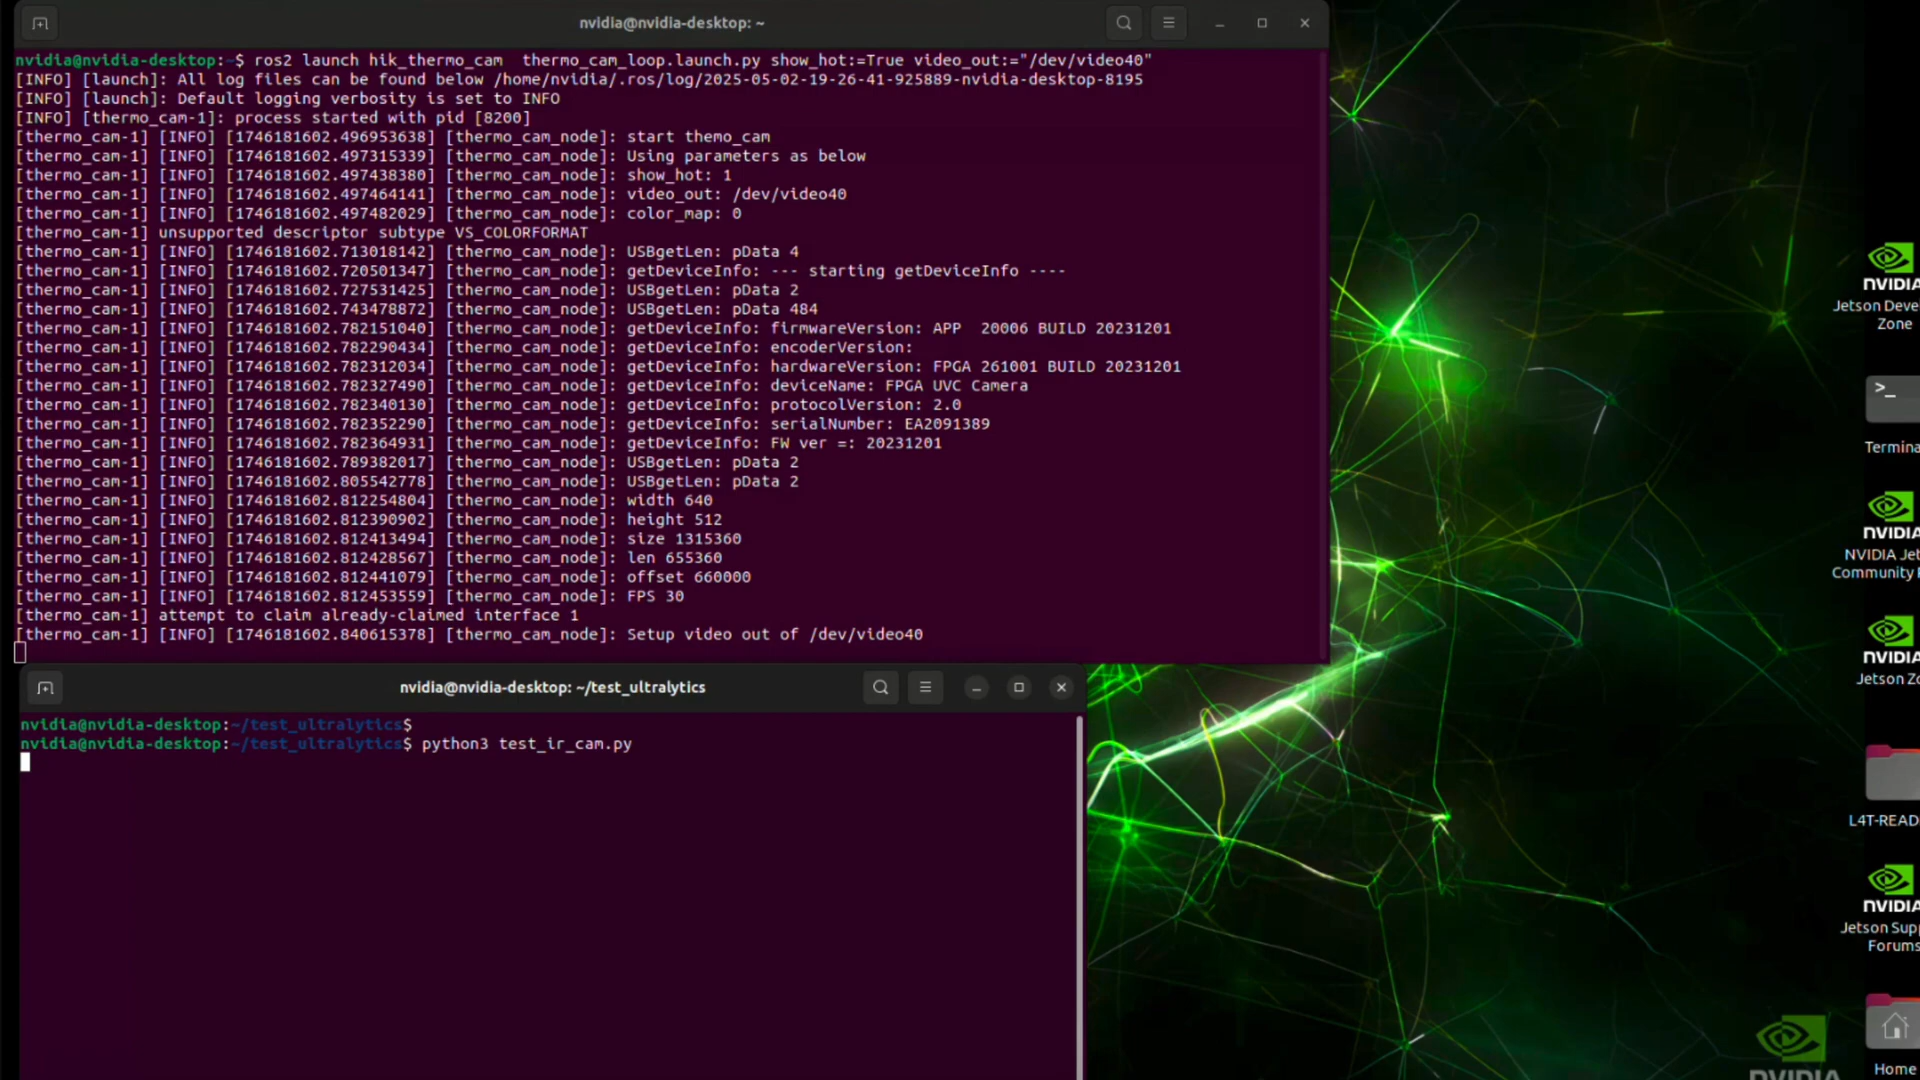 nvidia@nvidia-desktop: ~
nvidia@nvidia-desktop:~$ ros2 launch hik_thermo_cam  thermo_cam_loop.launch.py show_hot:=True video_out:="/dev/video40"
[INFO] [launch]: All log files can be found below /home/nvidia/.ros/log/2025-05-02-19-26-41-925889-nvidia-desktop-8195
[INFO] [launch]: Default logging verbosity is set to INFO
[INFO] [thermo_cam-1]: process started with pid [8200]
[thermo_cam-1] [INFO] [1746181602.496953638] [thermo_cam_node]: start themo_cam
[thermo_cam-1] [INFO] [1746181602.497315339] [thermo_cam_node]: Using parameters as below
[thermo_cam-1] [INFO] [1746181602.497438380] [thermo_cam_node]: show_hot: 1
[thermo_cam-1] [INFO] [1746181602.497464141] [thermo_cam_node]: video_out: /dev/video40
[thermo_cam-1] [INFO] [1746181602.497482029] [thermo_cam_node]: color_map: 0
[thermo_cam-1] unsupported descriptor subtype VS_COLORFORMAT
[thermo_cam-1] [INFO] [1746181602.713018142] [thermo_cam_node]: USBgetLen: pData 4
[thermo_cam-1] [INFO] [1746181602.720501347] [thermo_cam_node]: getDeviceInfo: --- starting getDeviceInfo ----
[thermo_cam-1] [INFO] [1746181602.727531425] [thermo_cam_node]: USBgetLen: pData 2
[thermo_cam-1] [INFO] [1746181602.743478872] [thermo_cam_node]: USBgetLen: pData 484
[thermo_cam-1] [INFO] [1746181602.782151040] [thermo_cam_node]: getDeviceInfo: firmwareVersion: APP  20006 BUILD 20231201
[thermo_cam-1] [INFO] [1746181602.782290434] [thermo_cam_node]: getDeviceInfo: encoderVersion:
[thermo_cam-1] [INFO] [1746181602.782312034] [thermo_cam_node]: getDeviceInfo: hardwareVersion: FPGA 261001 BUILD 20231201
[thermo_cam-1] [INFO] [1746181602.782327490] [thermo_cam_node]: getDeviceInfo: deviceName: FPGA UVC Camera
[thermo_cam-1] [INFO] [1746181602.782340130] [thermo_cam_node]: getDeviceInfo: protocolVersion: 2.0
[thermo_cam-1] [INFO] [1746181602.782352290] [thermo_cam_node]: getDeviceInfo: serialNumber: EA2091389
[thermo_cam-1] [INFO] [1746181602.782364931] [thermo_cam_node]: getDeviceInfo: FW ver =: 20231201
[thermo_cam-1] [INFO] [1746181602.789382017] [thermo_cam_node]: USBgetLen: pData 2
[thermo_cam-1] [INFO] [1746181602.805542778] [thermo_cam_node]: USBgetLen: pData 2
[thermo_cam-1] [INFO] [1746181602.812254804] [thermo_cam_node]: width 640
[thermo_cam-1] [INFO] [1746181602.812390902] [thermo_cam_node]: height 512
[thermo_cam-1] [INFO] [1746181602.812413494] [thermo_cam_node]: size 1315360
[thermo_cam-1] [INFO] [1746181602.812428567] [thermo_cam_node]: len 655360
[thermo_cam-1] [INFO] [1746181602.812441079] [thermo_cam_node]: offset 660000
[thermo_cam-1] [INFO] [1746181602.812453559] [thermo_cam_node]: FPS 30
[thermo_cam-1] attempt to claim already-claimed interface 1
[thermo_cam-1] [INFO] [1746181602.840615378] [thermo_cam_node]: Setup video out of /dev/video40
nvidia@nvidia-desktop: ~/test_ultralytics
nvidia@nvidia-desktop:~/test_ultralytics$
nvidia@nvidia-desktop:~/test_ultralytics$ python3 test_ir_cam.py
NVIDIA
Jetson Deve
Zone
>_
Termina
NVIDIA
NVIDIA Jet
Community
NVIDIA
Jetson Zo
L4T-READ
NVIDIA
Jetson Sup
Forums
Home
NVIDIA